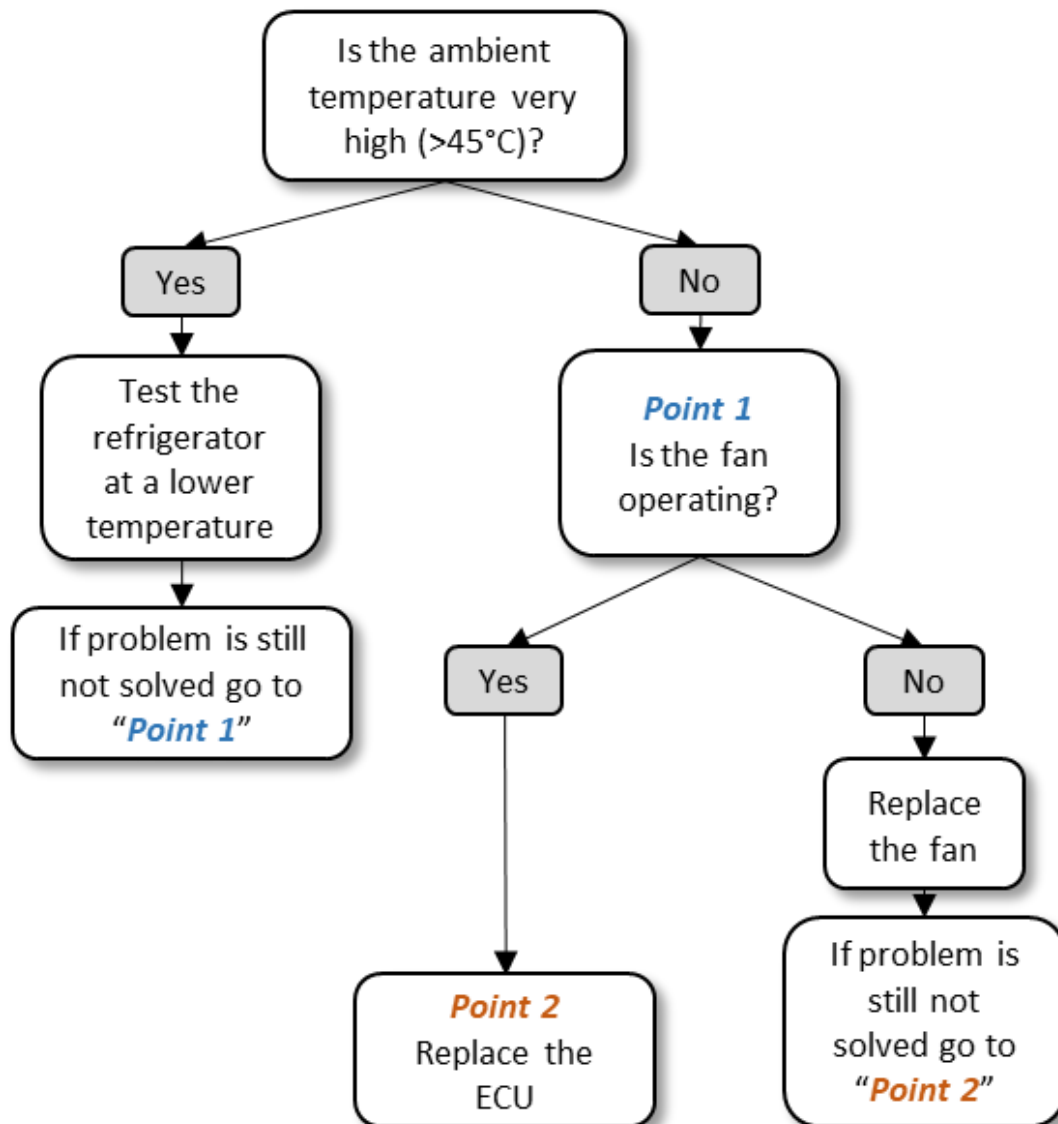 Is the ambient
temperature very
high (>45°C)?
Yes
No
Test the
refrigerator
at a lower
temperature
Point 1
Is the fan
operating?
If problem is still
not solved go to
“Point 1”
Yes
No
Replace
the fan
Point 2
Replace the
ECU
If problem is
still not
solved go to
“Point 2”